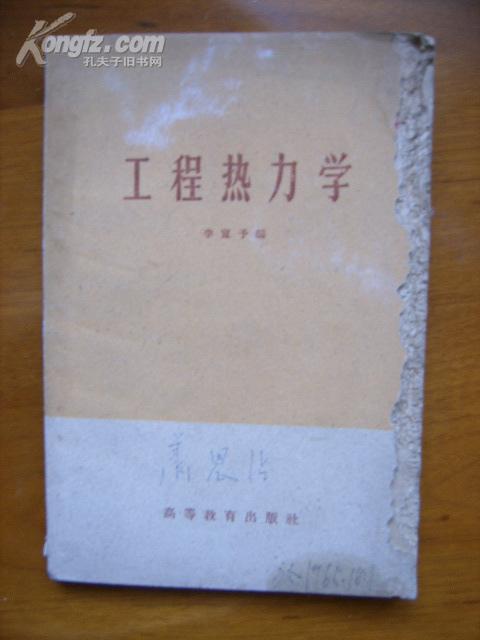 Kongfz.com
孔夫子旧书网
工程热力学
李宜予编
高等教育出版社